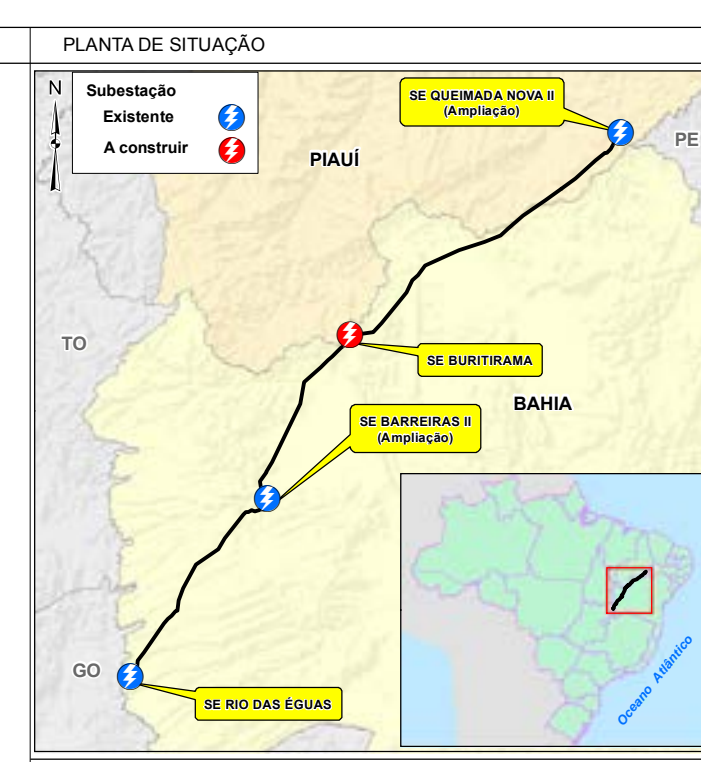 PLANTA DE SITUAÇÃO
N
Subestação
Existente
A construir
SE QUEIMADA NOVA II
(Ampliação)
PIAUÍ
PE
TO
SE BURITIRAMA
BAHIA
SE BARREIRAS II
(Ampliação)
GO
SE RIO DAS ÉGUAS
Oceano Atlântico